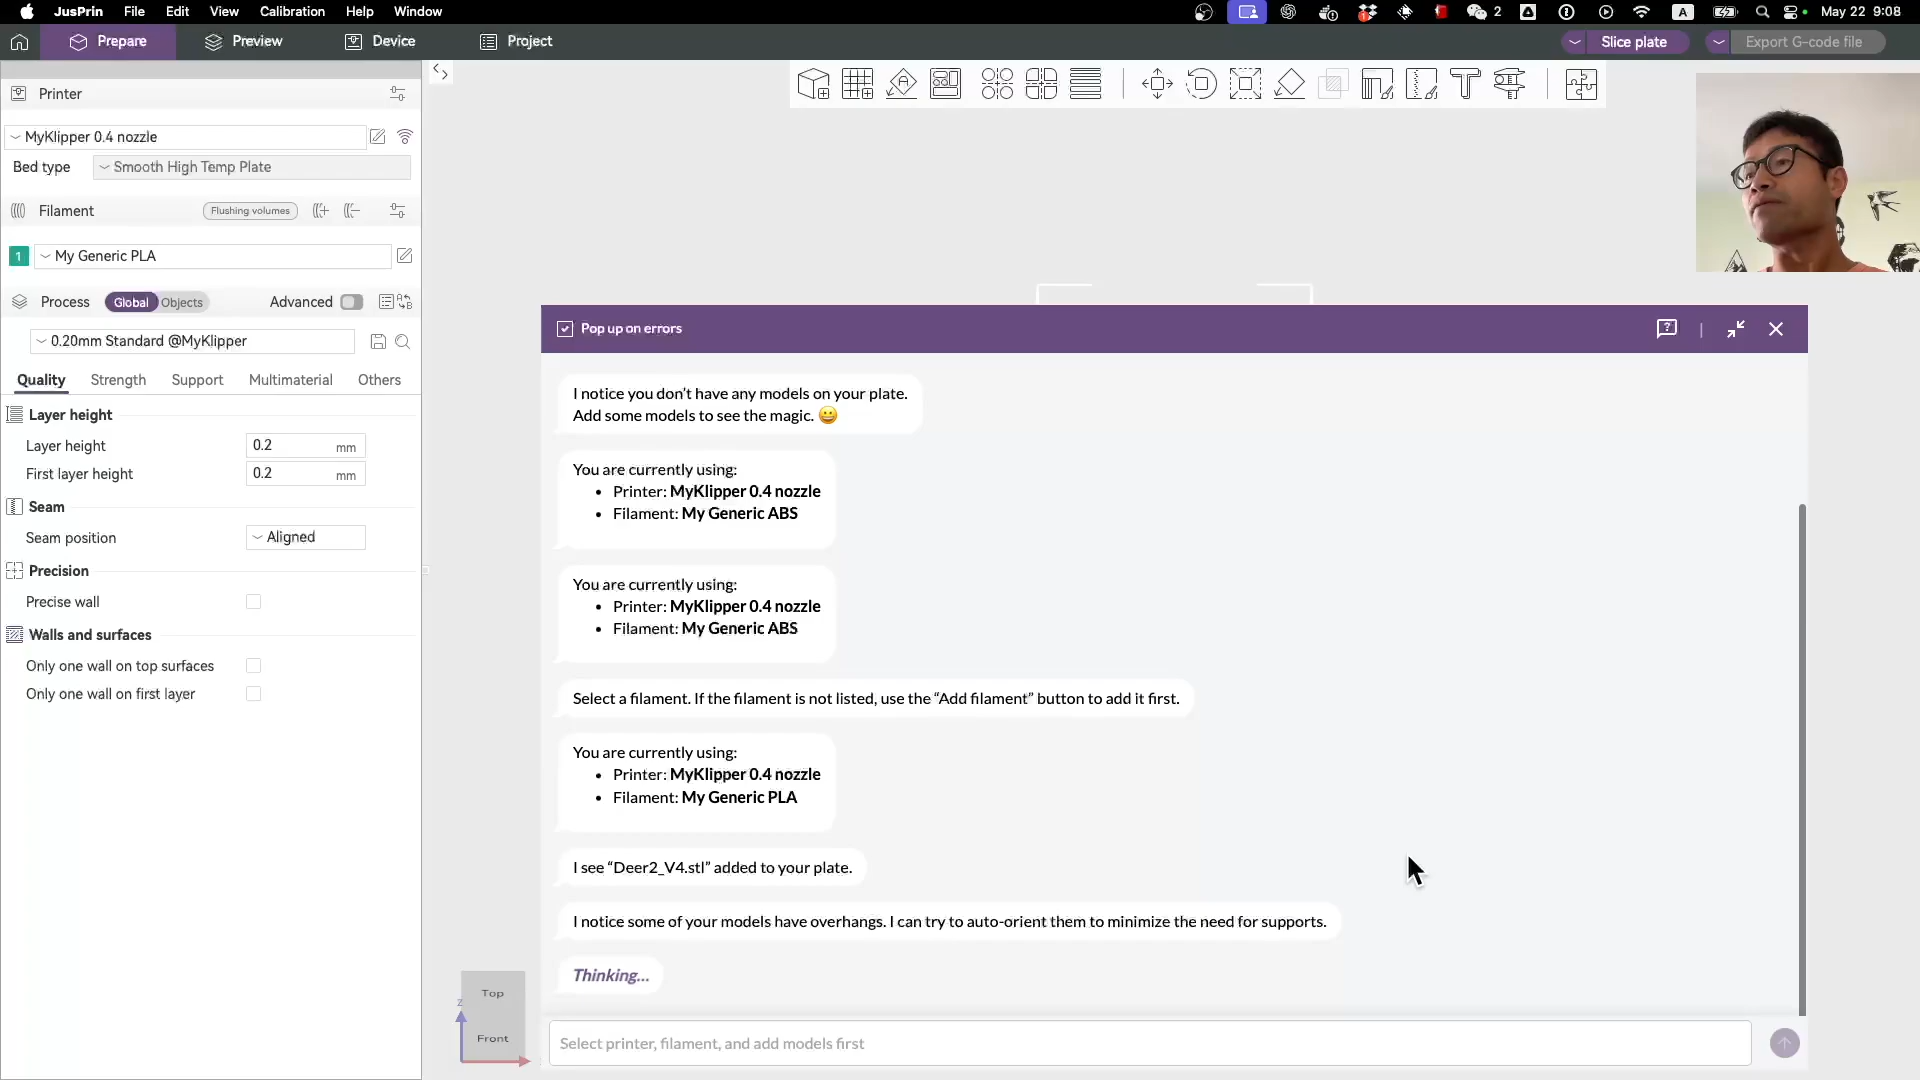 JusPrin File Edit View Calibration Help Window 2 A May 22 9:08
Prepare Preview Device Project Slice plate Export G-code file
Printer
MyKlipper 0.4 nozzle
Bed type Smooth High Temp Plate
Filament Flushing volumes
1 My Generic PLA
Process Global Objects Advanced
0.20mm Standard @MyKlipper
Quality Strength Support Multimaterial Others
Layer height
Layer height 0.2 mm
First layer height 0.2 mm
Seam
Seam position Aligned
Precision
Precise wall
Walls and surfaces
Only one wall on top surfaces
Only one wall on first layer
Pop up on errors
I notice you don’t have any models on your plate.
Add some models to see the magic. 😀
You are currently using:
• Printer: MyKlipper 0.4 nozzle
• Filament: My Generic ABS
You are currently using:
• Printer: MyKlipper 0.4 nozzle
• Filament: My Generic ABS
Select a filament. If the filament is not listed, use the “Add filament” button to add it first.
You are currently using:
• Printer: MyKlipper 0.4 nozzle
• Filament: My Generic PLA
I see “Deer2_V4.stl” added to your plate.
I notice some of your models have overhangs. I can try to auto-orient them to minimize the need for supports.
Thinking...
Top
z
Front
Select printer, filament, and add models first